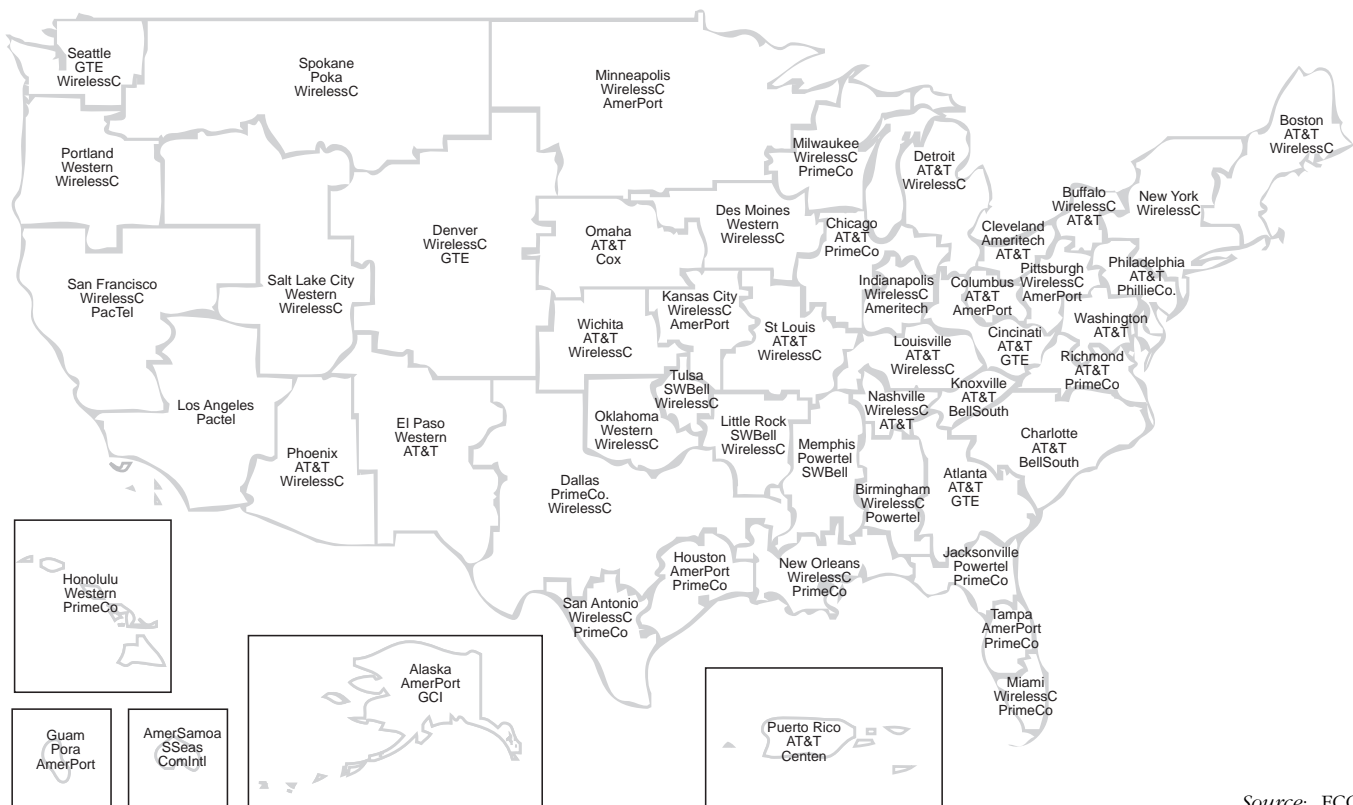 Seattle
GTE
WirelessC
Spokane
Poka
WirelessC
Minneapolis
WirelessC
AmerPort
Boston
AT&T
WirelessC
Portland
Western
WirelessC
Milwaukee
WirelessC
PrimeCo
Detroit
AT&T
WirelessC
Buffalo
WirelessC
AT&T
New York
WirelessC
Denver
WirelessC
GTE
Omaha
AT&T
Cox
Des Moines
Western
WirelessC
Chicago
AT&T
PrimeCo
Cleveland
Ameritech
AT&T
San Francisco
WirelessC
PacTel
Salt Lake City
Western
WirelessC
Kansas City
WirelessC
AmerPort
Indianapolis
WirelessC
Ameritech
Columbus
AT&T
AmerPort
Pittsburgh
WirelessC
AmerPort
Philadelphia
AT&T
PhillieCo.
Wichita
AT&T
WirelessC
St Louis
AT&T
WirelessC
Louisville
AT&T
WirelessC
Cincinati
AT&T
GTE
Washington
AT&T
Richmond
AT&T
PrimeCo
Los Angeles
Pactel
Phoenix
AT&T
WirelessC
El Paso
Western
AT&T
Tulsa
SWBell
WirelessC
Oklahoma
Western
WirelessC
Little Rock
SWBell
WirelessC
Nashville
WirelessC
AT&T
Knoxville
AT&T
BellSouth
Charlotte
AT&T
BellSouth
Dallas
PrimeCo.
WirelessC
Memphis
Powertel
SWBell
Birmingham
WirelessC
Powertel
Atlanta
AT&T
GTE
Houston
AmerPort
PrimeCo
New Orleans
WirelessC
PrimeCo
Jacksonville
Powertel
PrimeCo
San Antonio
WirelessC
PrimeCo
Tampa
AmerPort
PrimeCo
Miami
WirelessC
PrimeCo
Honolulu
Western
PrimeCo
Guam
Pora
AmerPort
AmerSamoa
SSeas
ComIntl
Alaska
AmerPort
GCI
Puerto Rico
AT&T
Centen
Source: FCC